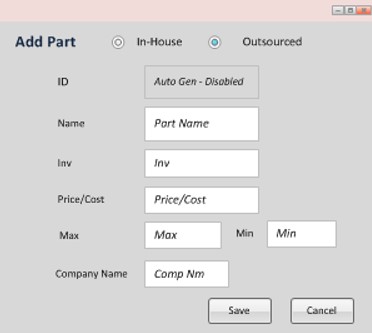 Add Part In-House Outsourced
ID Auto Gen - Disabled
Name Part Name
Inv Inv
Price/Cost Price/Cost
Max Max Min Min
Company Name Comp Nm
Save Cancel